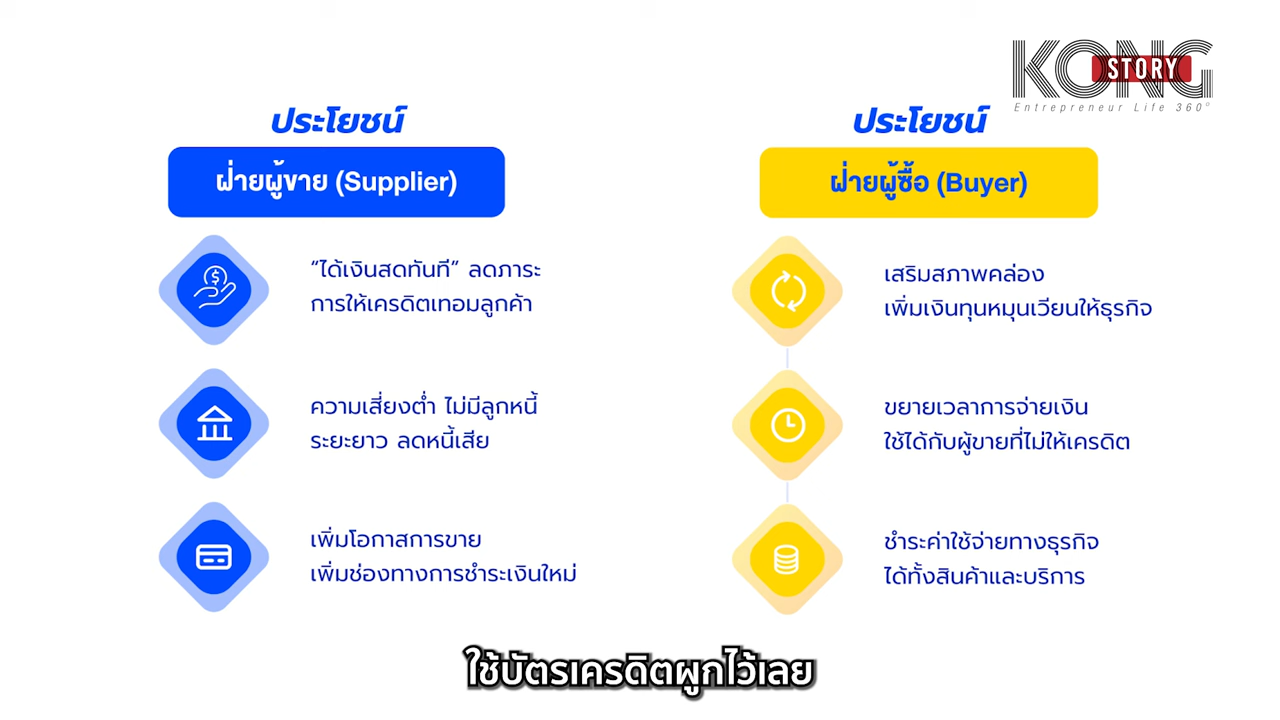 KONG
STORY
Entrepreneur Life 360°
ประโยชน์
ฝ่ายผู้ขาย (Supplier)
“ได้เงินสดทันที” ลดภาระ
การให้เครดิตเทอมลูกค้า
ความเสี่ยงต่ำ ไม่มีลูกหนี้
ระยะยาว ลดหนี้เสีย
เพิ่มโอกาสการขาย
เพิ่มช่องทางการชำระเงินใหม่
ประโยชน์
ฝ่ายผู้ซื้อ (Buyer)
เสริมสภาพคล่อง
เพิ่มเงินทุนหมุนเวียนให้ธุรกิจ
ขยายเวลาการจ่ายเงิน
ใช้ได้กับผู้ขายที่ไม่ให้เครดิต
ชำระค่าใช้จ่ายทางธุรกิจ
ได้ทั้งสินค้าและบริการ
ใช้บัตรเครดิตผูกไว้เลย